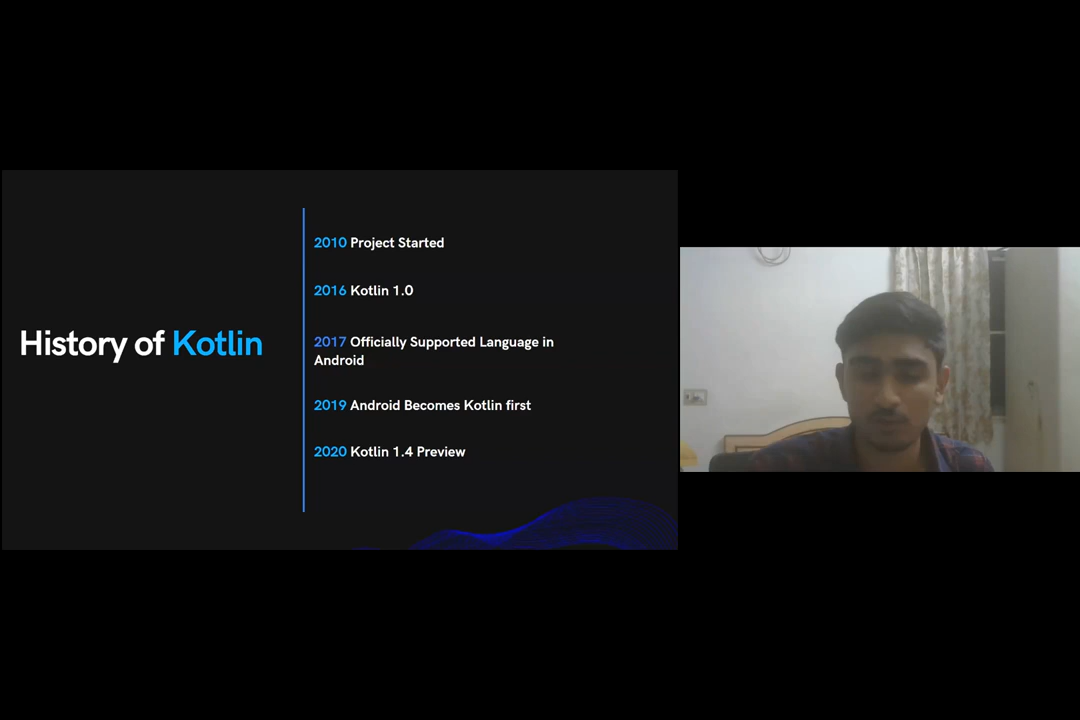 History of Kotlin
2010 Project Started
2016 Kotlin 1.0
2017 Officially Supported Language in
Android
2019 Android Becomes Kotlin first
2020 Kotlin 1.4 Preview